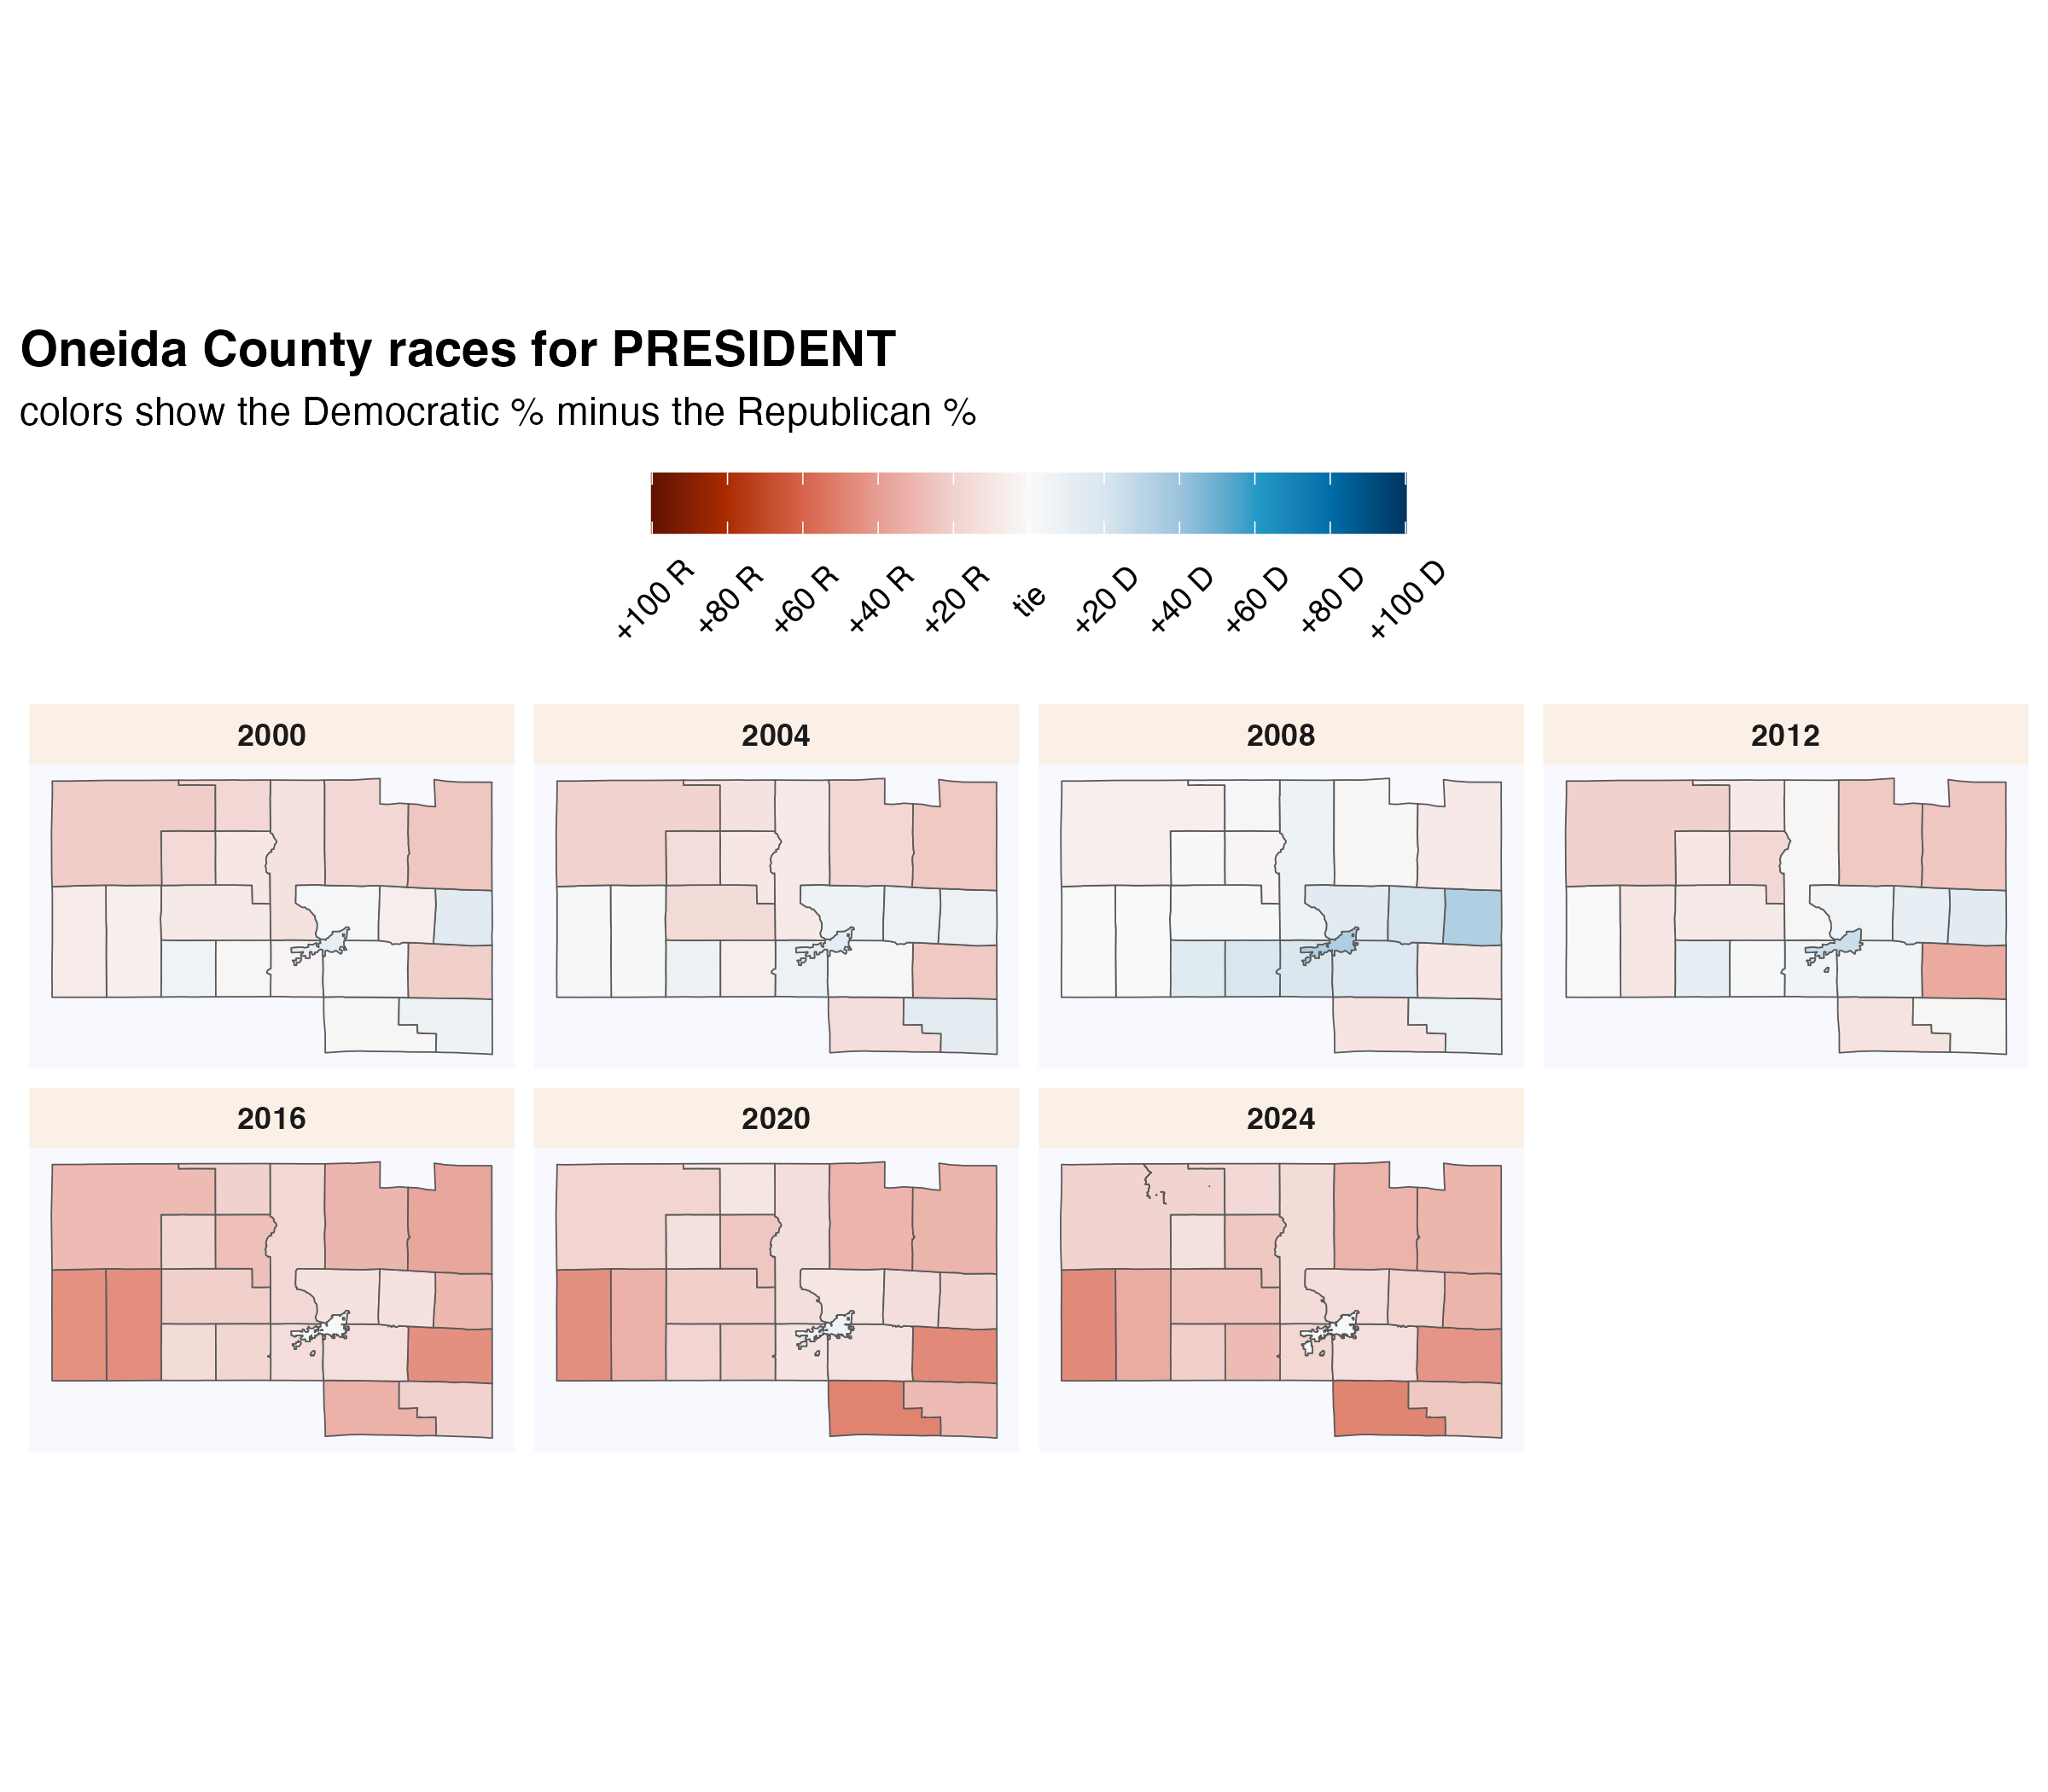 Oneida County races for PRESIDENT
colors show the Democratic % minus the Republican %
+100 R
+80 R
+60 R
+40 R
+20 R
tie
+20 D
+40 D
+60 D
+80 D
+100 D
2000
2004
2008
2012
2016
2020
2024